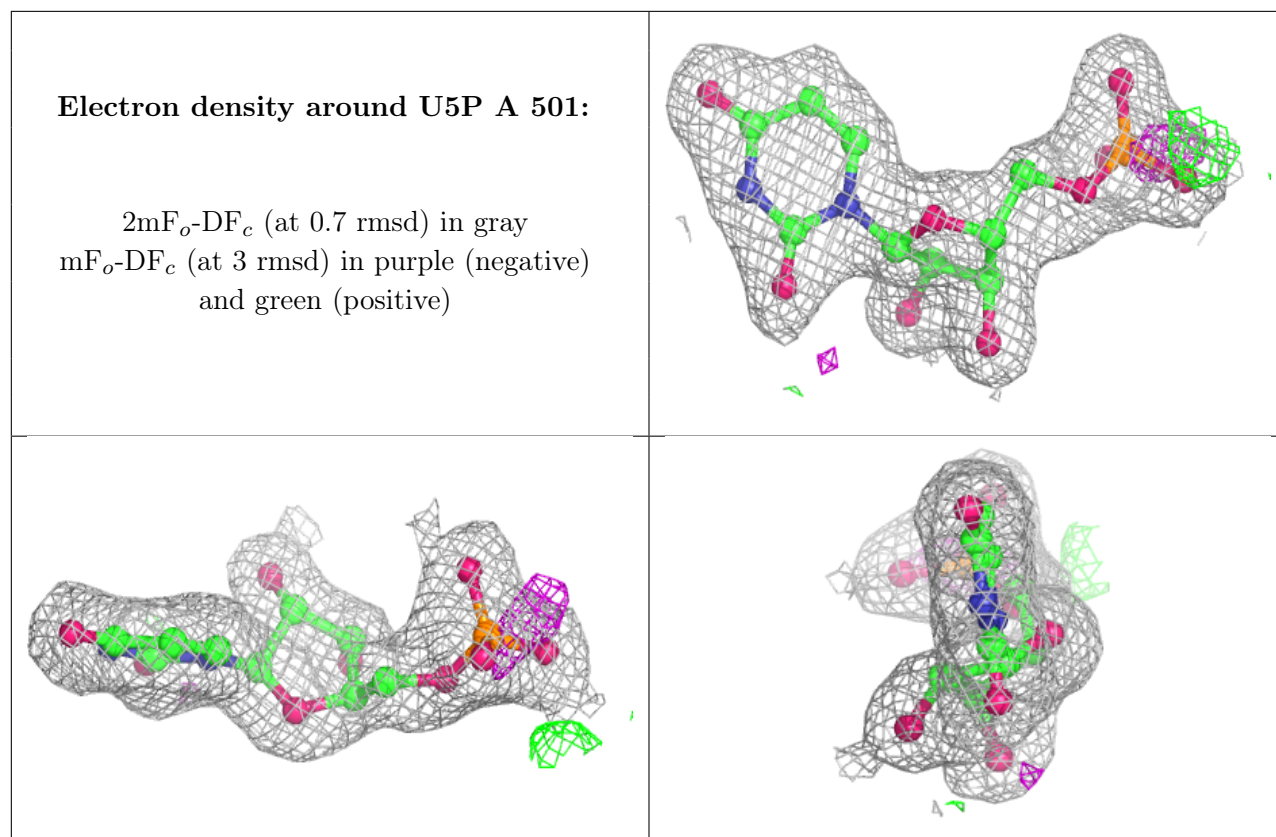 Electron density around U5P A 501:
2mFo-DFc (at 0.7 rmsd) in gray
mFo-DFc (at 3 rmsd) in purple (negative)
and green (positive)